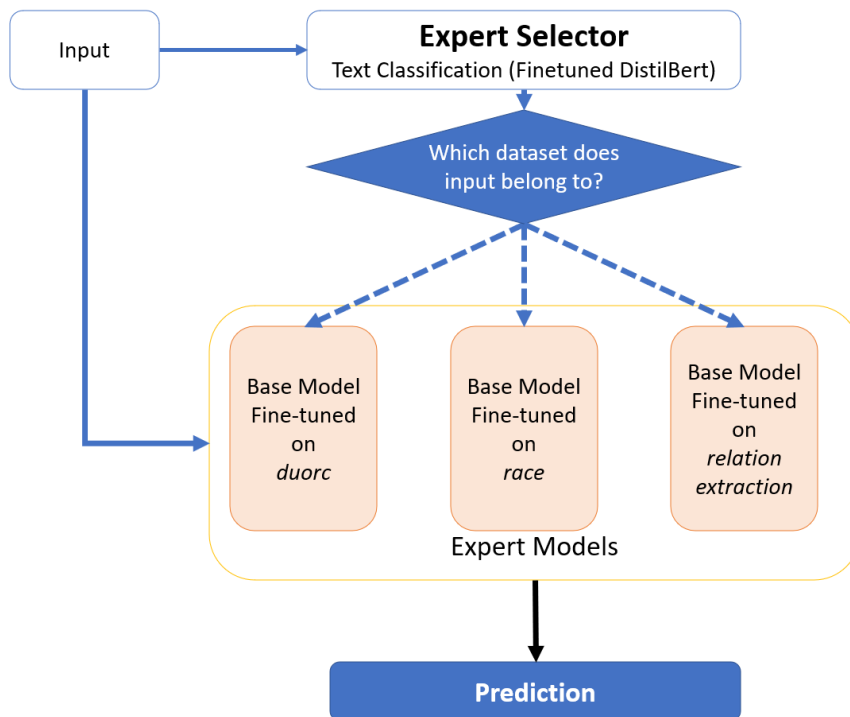 Input
Expert Selector
Text Classification (Finetuned DistilBert)
Which dataset does
input belong to?
Base Model
Fine-tuned
on
duorc
Base Model
Fine-tuned
on
race
Base Model
Fine-tuned
on
relation
extraction
Expert Models
Prediction